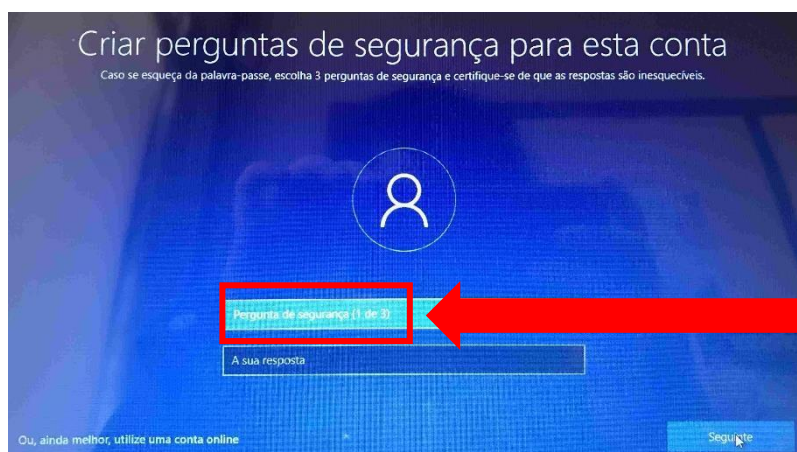 Criar perguntas de segurança para esta conta
Caso se esqueça da palavra-passe, escolha 3 perguntas de segurança e certifique-se de que as respostas são inesquecíveis.
Pergunta de segurança (1 de 3)
A sua resposta
Ou, ainda melhor, utilize uma conta online
Seguinte